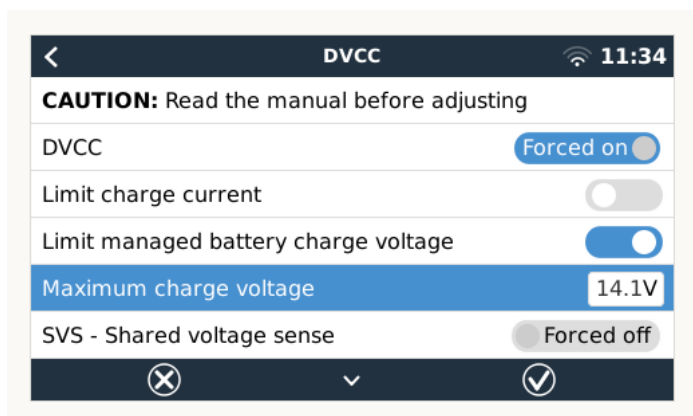 DVCC 11:34
CAUTION: Read the manual before adjusting
DVCC Forced on
Limit charge current
Limit managed battery charge voltage
Maximum charge voltage 14.1V
SVS - Shared voltage sense Forced off